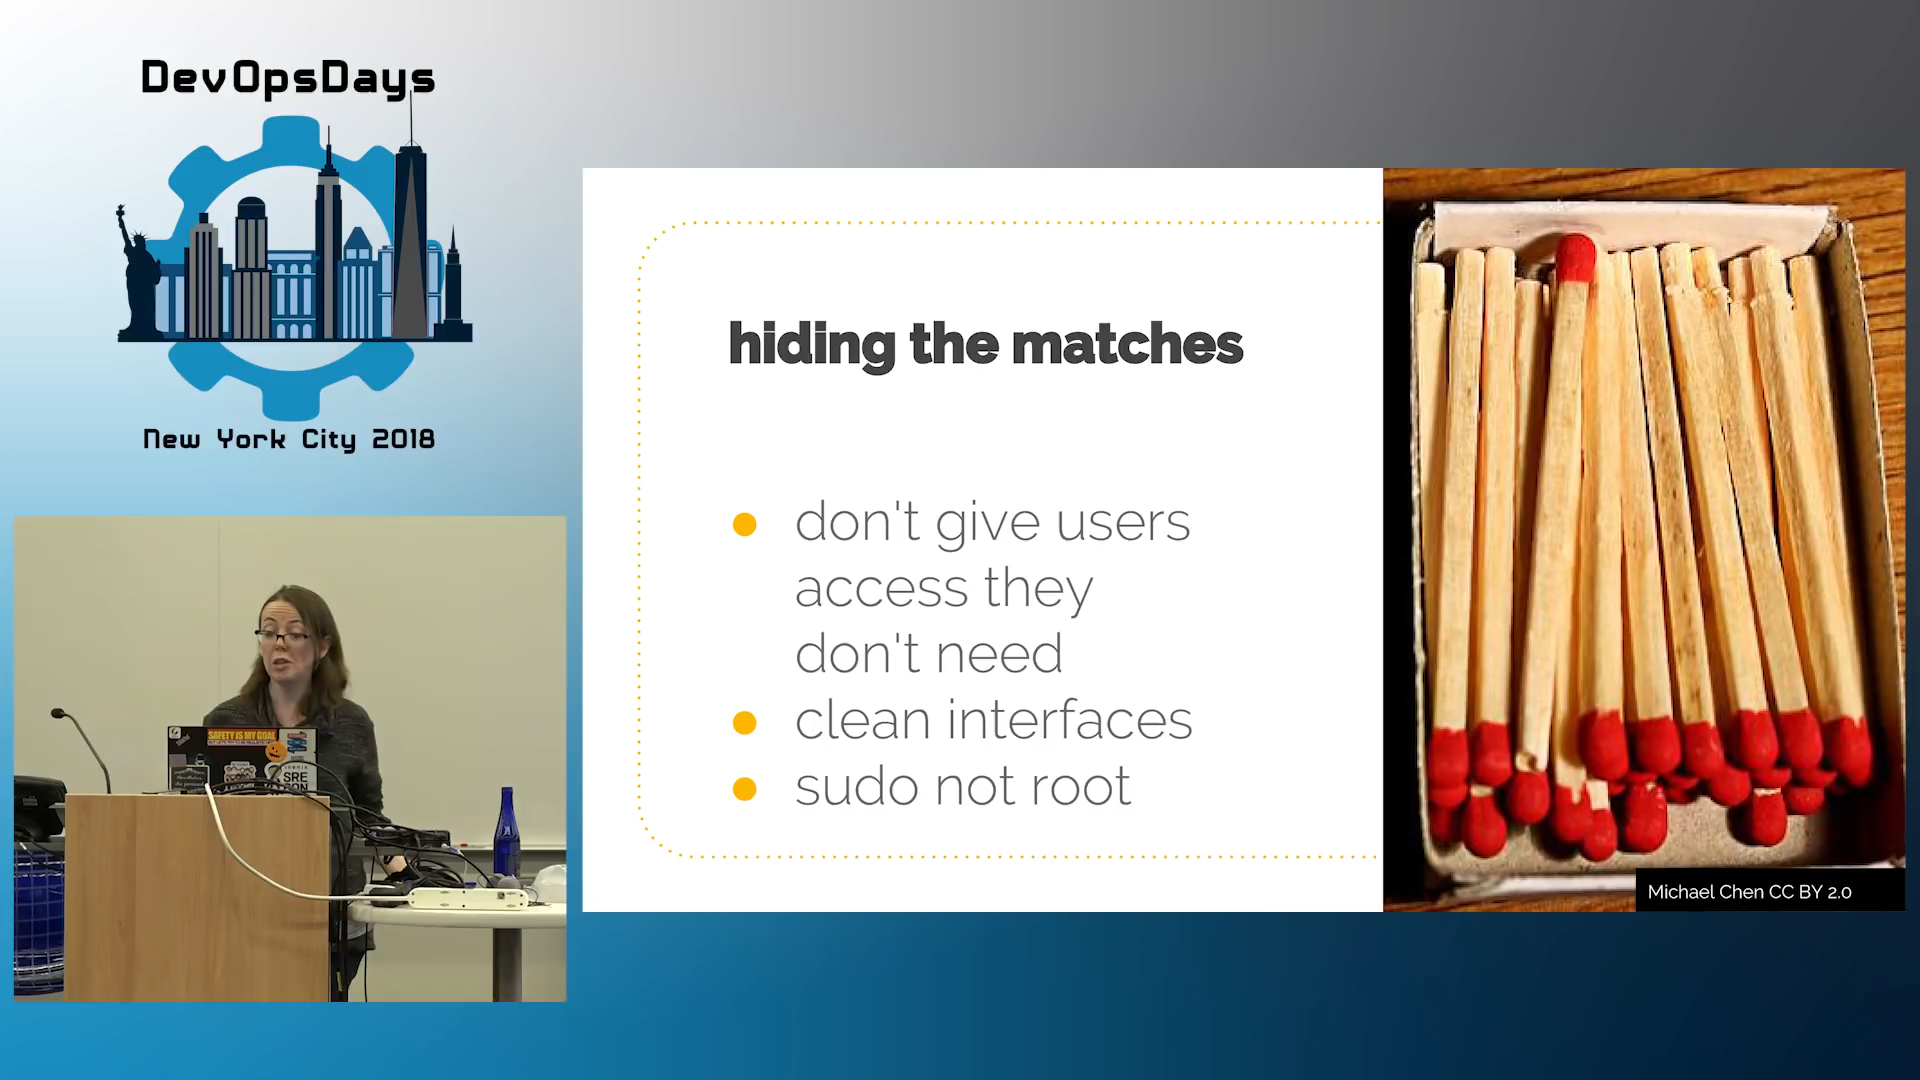 DevOpsDays
New York City 2018
hiding the matches
don't give users
access they
don't need
clean interfaces
sudo not root
Michael Chen CC BY 2.0
SAFETY IS MY GOAL
SRE